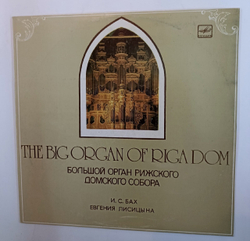 THE BIG ORGAN OF RIGA DOM
БОЛЬШОЙ ОРГАН РИЖСКОГО
ДОМСКОГО СОБОРА
И. С. БАХ
ЕВГЕНИЯ ЛИСИЦЫНА